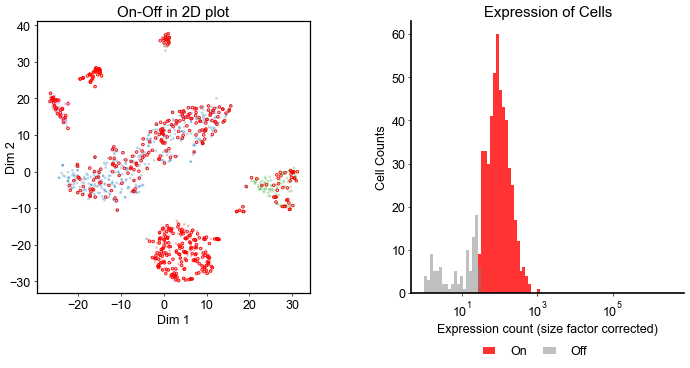 On-Off in 2D plot
40
30
20
10
0
−10
−20
−30
Dim 2
−20 −10 0 10 20 30
Dim 1
Expression of Cells
60
50
40
30
20
10
0
Cell Counts
10^1 10^3 10^5
Expression count (size factor corrected)
On Off